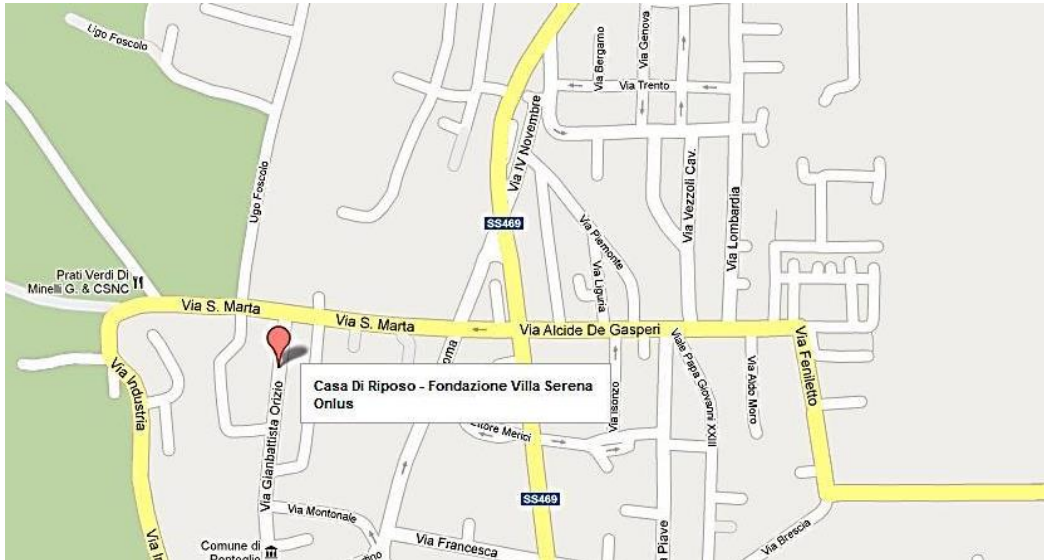 Ugo Foscolo
Via Bergamo
Via Genova
Via Trento
Via IV Novembre
Ugo Foscolo
Via Vezzoli Cav.
Via Lombardia
SS469
Via Piemonte
Via Liguria
Prati Verdi Di
Minelli G. & CSNC
Via S. Marta
Via S. Marta
Via Alcide De Gasperi
Viale Papa Giovanni XXIII
Via Aldo Moro
Via Feniletto
Via Industria
Casa Di Riposo - Fondazione Villa Serena
Onlus
Via Isonzo
Via Gianbattista Orizio
Merici
SS469
Via Montonale
Via Francesca
Piave
Via Brescia
Comune di